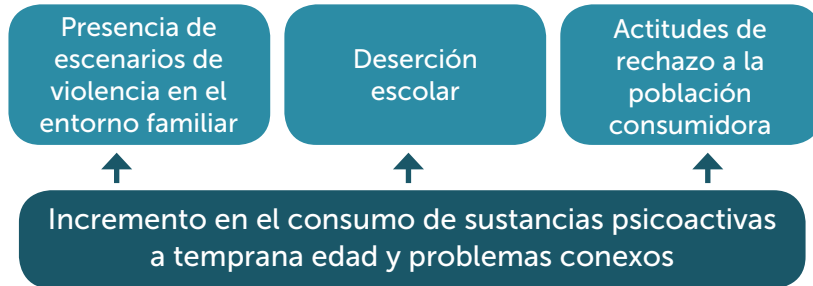 Presencia de
escenarios de
violencia en el
entorno familiar
Deserción
escolar
Actitudes de
rechazo a la
población
consumidora
Incremento en el consumo de sustancias psicoactivas
a temprana edad y problemas conexos